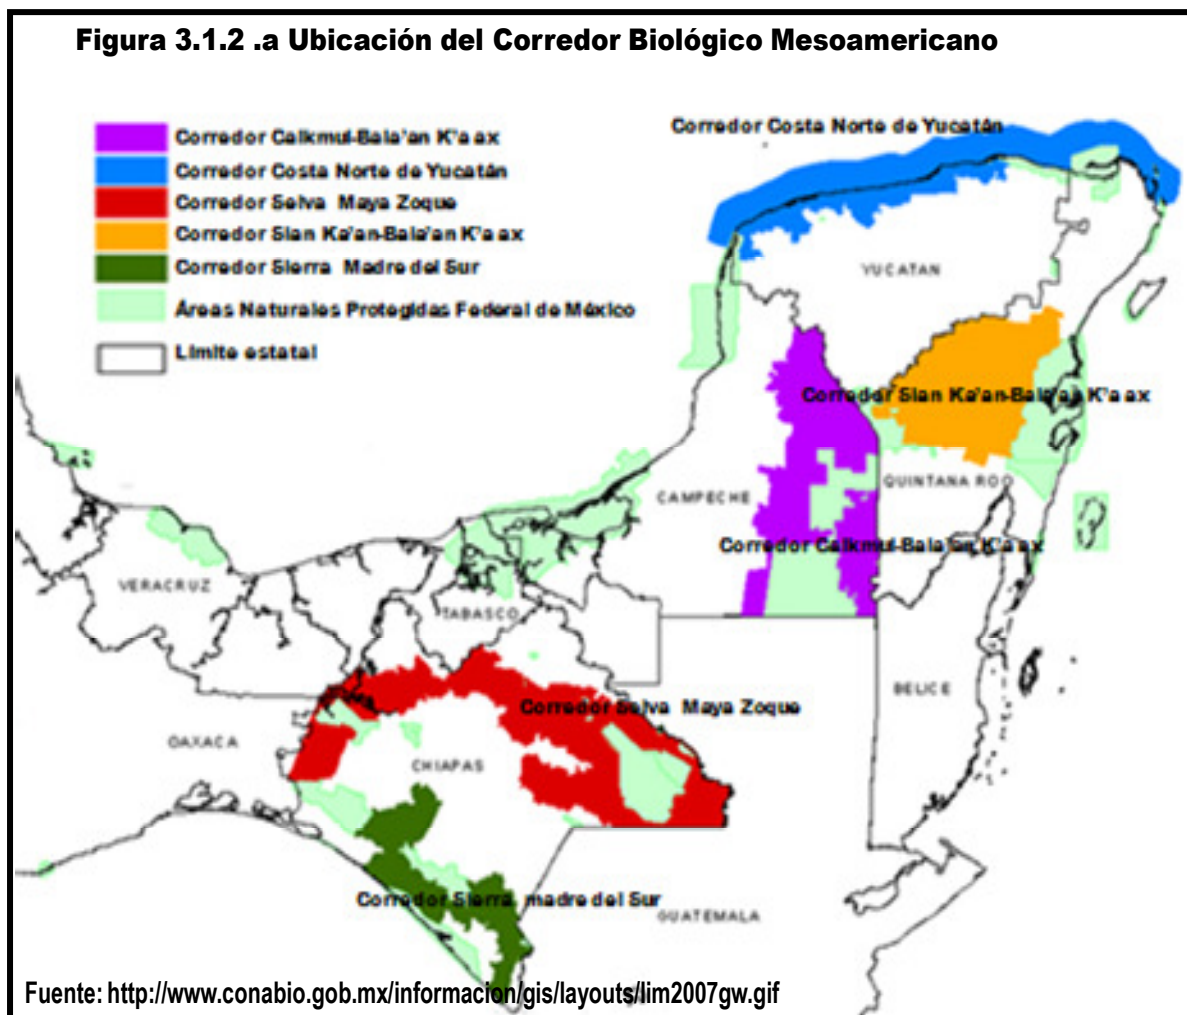 Figura 3.1.2 .a Ubicación del Corredor Biológico Mesoamericano
Corredor Calkmul-Bala'an K'aax
Corredor Costa Norte de Yucatán
Corredor Selva Maya Zoque
Corredor Sian Ka'an-Bala'an K'aax
Corredor Sierra Madre del Sur
Áreas Naturales Protegidas Federal de México
Limite estatal
Corredor Costa Norte de Yucatán
YUCATAN
Corredor Sian Ka'an-Bala'an K'aax
CAMPECHE
QUINTANA ROO
Corredor Calkmul-Bala'an K'aax
VERACRUZ
TABASCO
BELICE
Corredor Selva Maya Zoque
OAXACA
CHIAPAS
Corredor Sierra madre del Sur
GUATEMALA
Fuente: http://www.conabio.gob.mx/informacion/gis/layouts/lim2007gw.gif